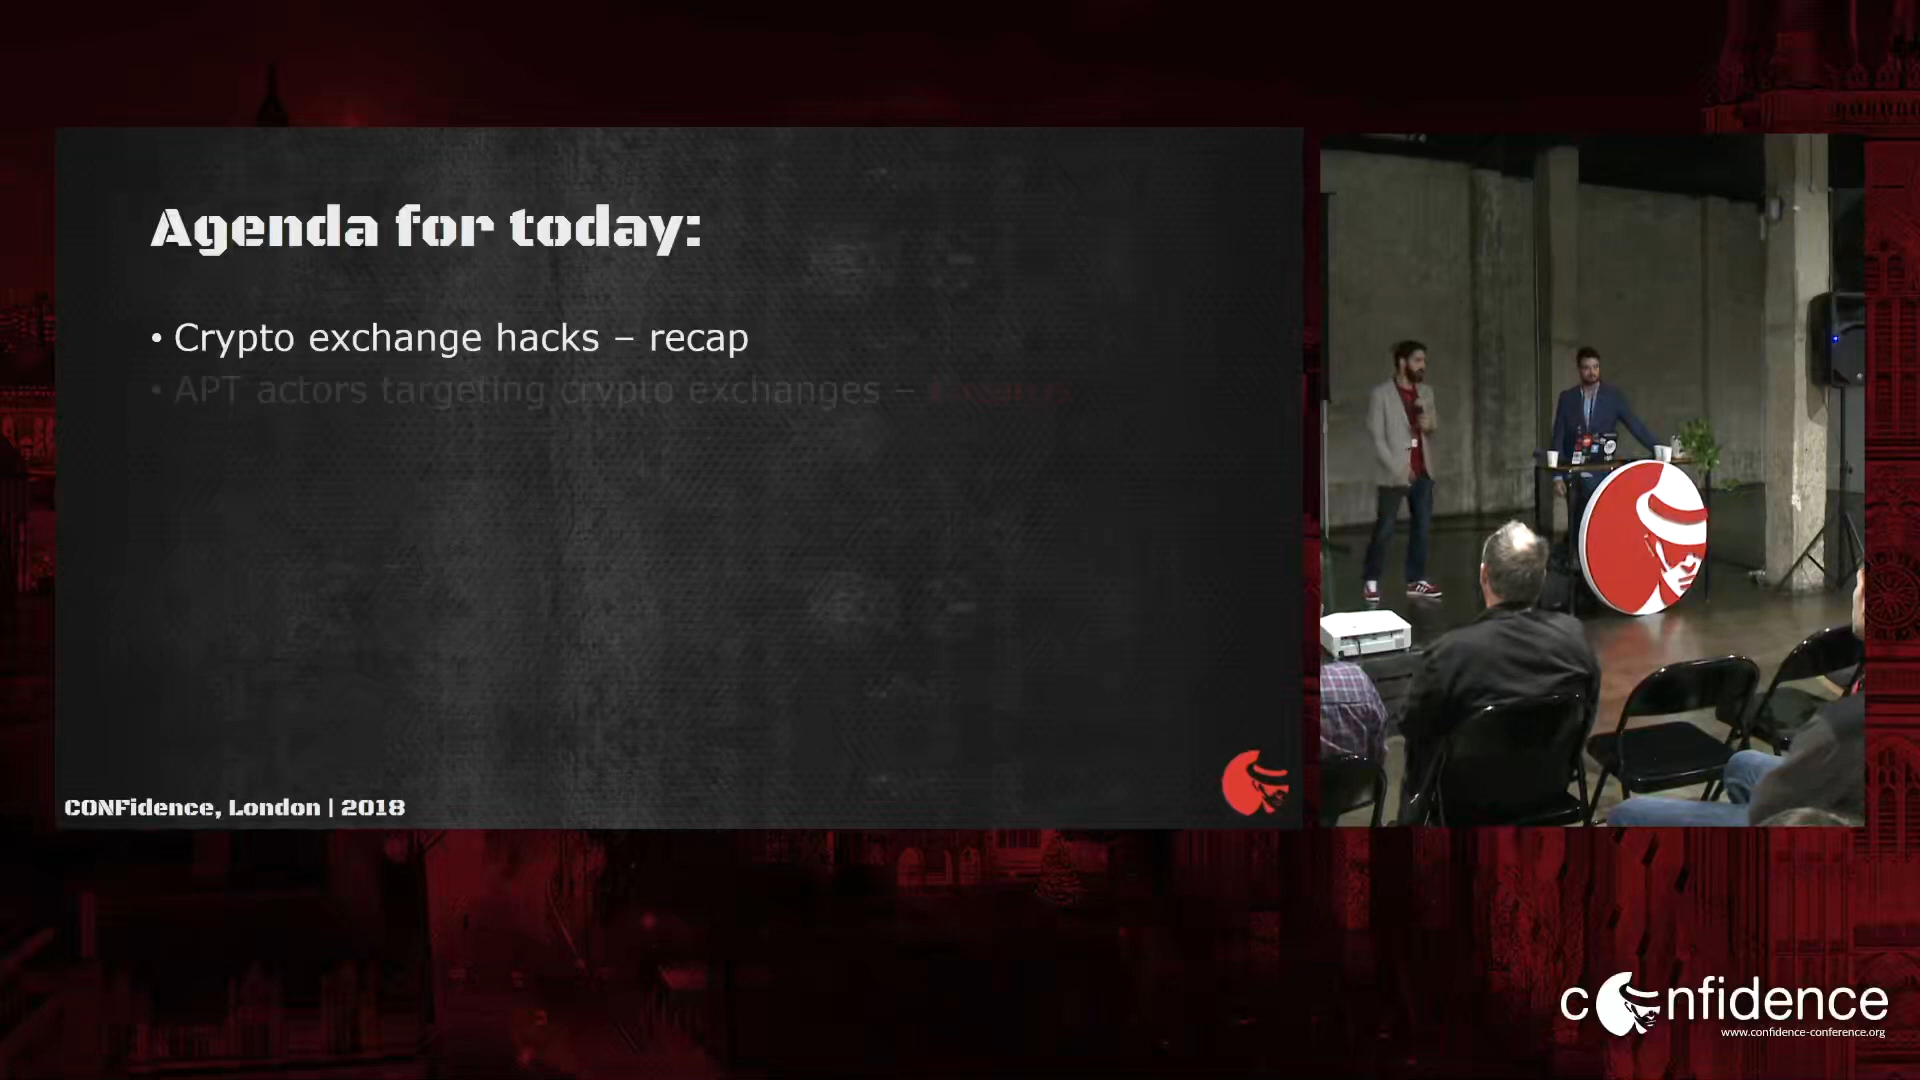 Agenda for today:
• Crypto exchange hacks – recap
• APT actors targeting crypto exchanges –
CONFidence, London | 2018
confidence
www.confidence-conference.org